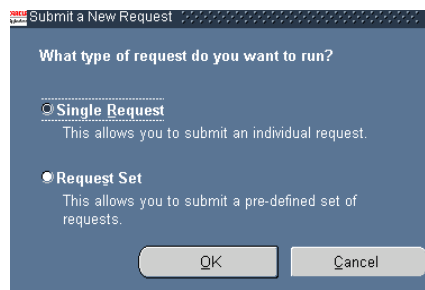 Submit a New Request
What type of request do you want to run?
Single Request
This allows you to submit an individual request.
Request Set
This allows you to submit a pre-defined set of
requests.
OK
Cancel